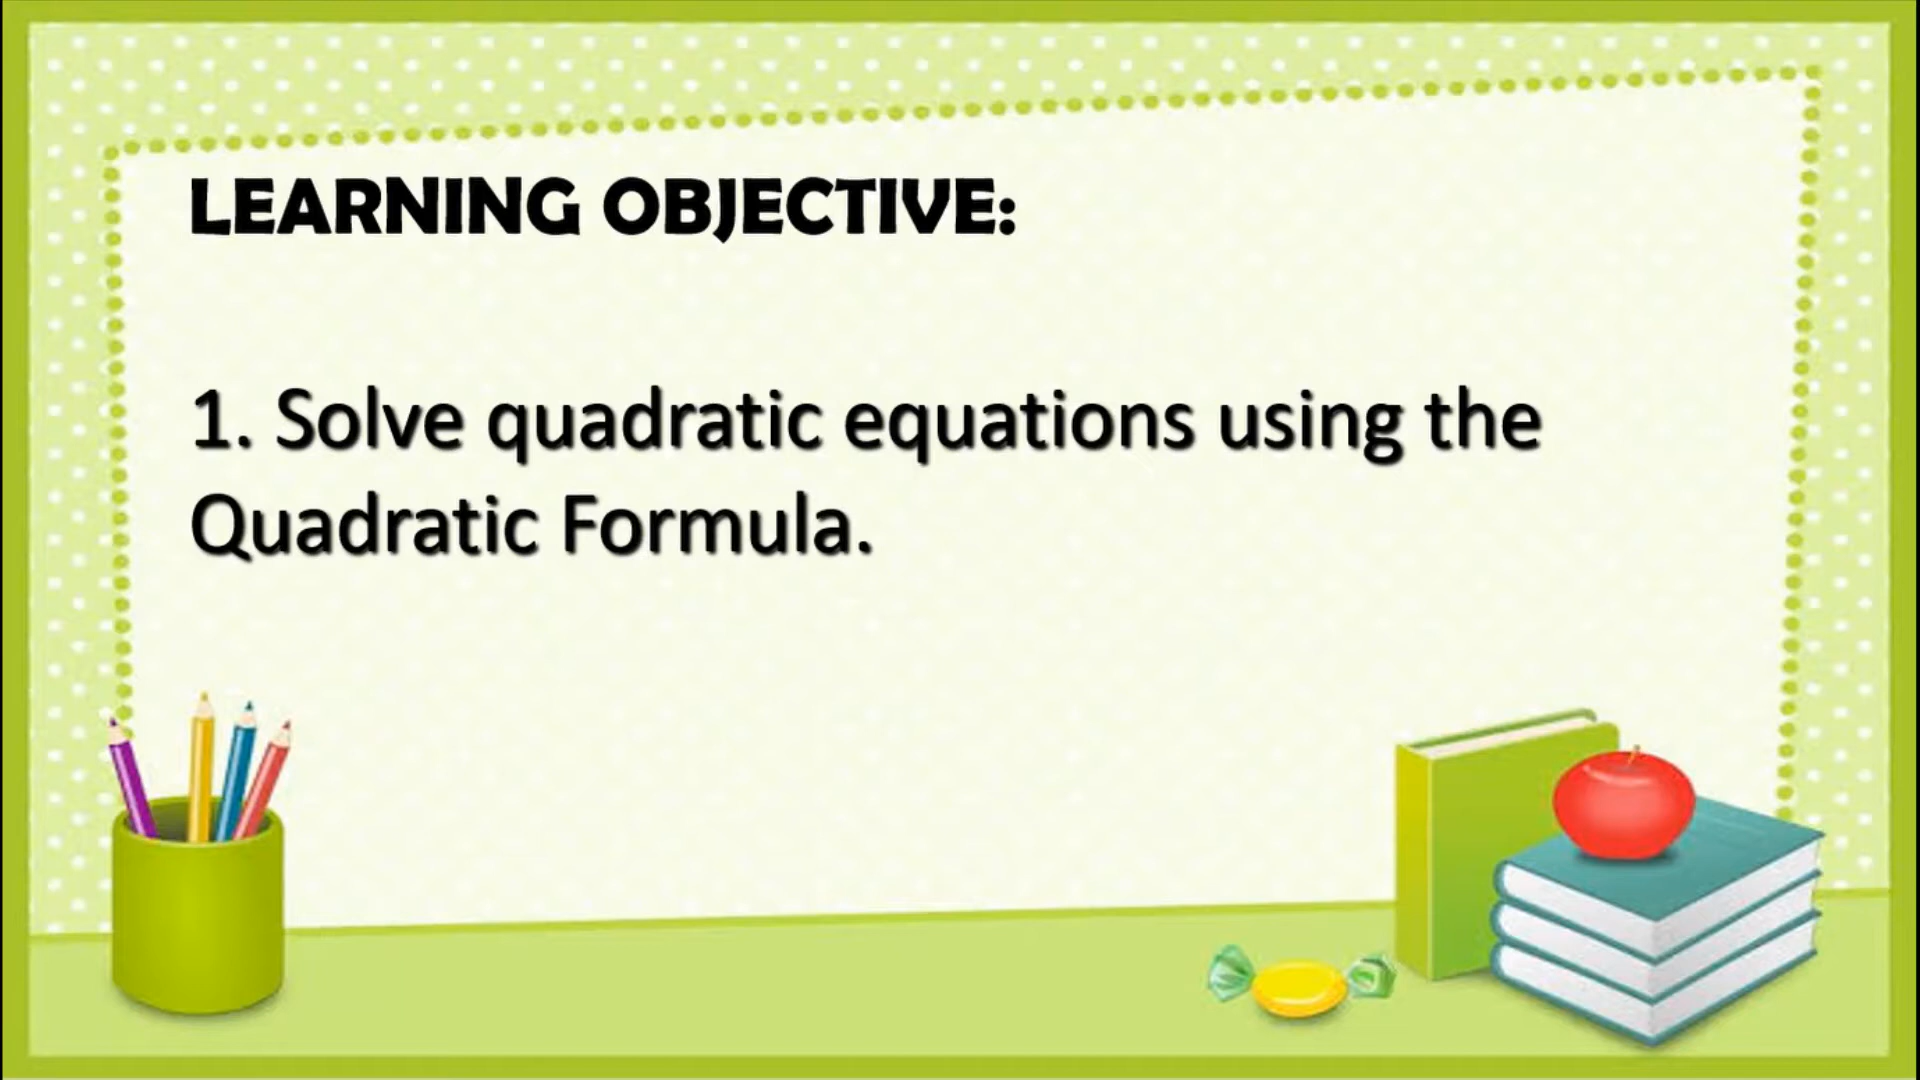 LEARNING OBJECTIVE:
1. Solve quadratic equations using the
Quadratic Formula.